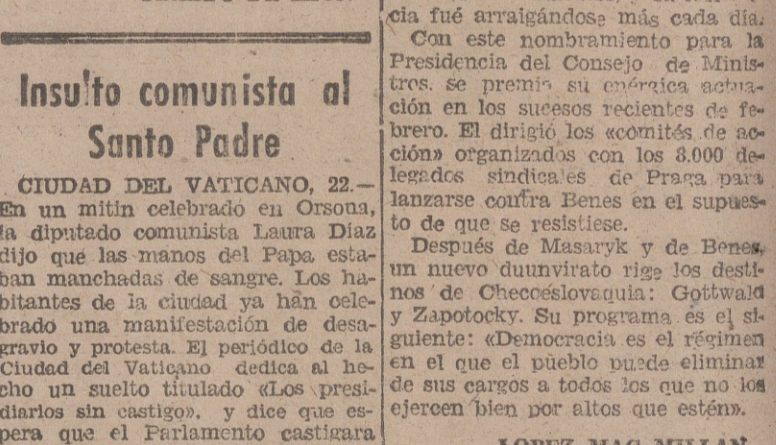 Insulto comunista al
Santo Padre
CIUDAD DEL VATICANO, 22.—
En un mitin celebrado en Orsona,
la diputado comunista Laura Díaz
dijo que las manos del Papa esta-
ban manchadas de sangre. Los ha-
bitantes de la ciudad ya han cele-
brado una manifestación de desa-
gravio y protesta. El periódico de la
Ciudad del Vaticano dedica al he-
cho un suelto titulado «Los presi-
diarios sin castigo», y dice que es-
pera que el Parlamento castigara
cia fué arraigándose más cada día.
Con este nombramiento para la
Presidencia del Consejo de Minis-
tros. se premia su enérgica actua-
ción en los sucesos recientes de fe-
brero. El dirigió los «comités de ac-
ción» organizados con los 8.000 de-
legados sindicales de Praga para
lanzarse contra Benes en el supues-
to de que se resistiese.
Después de Masaryk y de Benes,
un nuevo duunvirato rige los desti-
nos de Checoeslovaquia: Gottwald
y Zapotocky. Su programa es el si-
guiente: «Democracia es el régimen
en el que el pueblo puede eliminar
de sus cargos a todos los que no los
ejercen bien por altos que estén».
LOPEZ MAC MILLAN